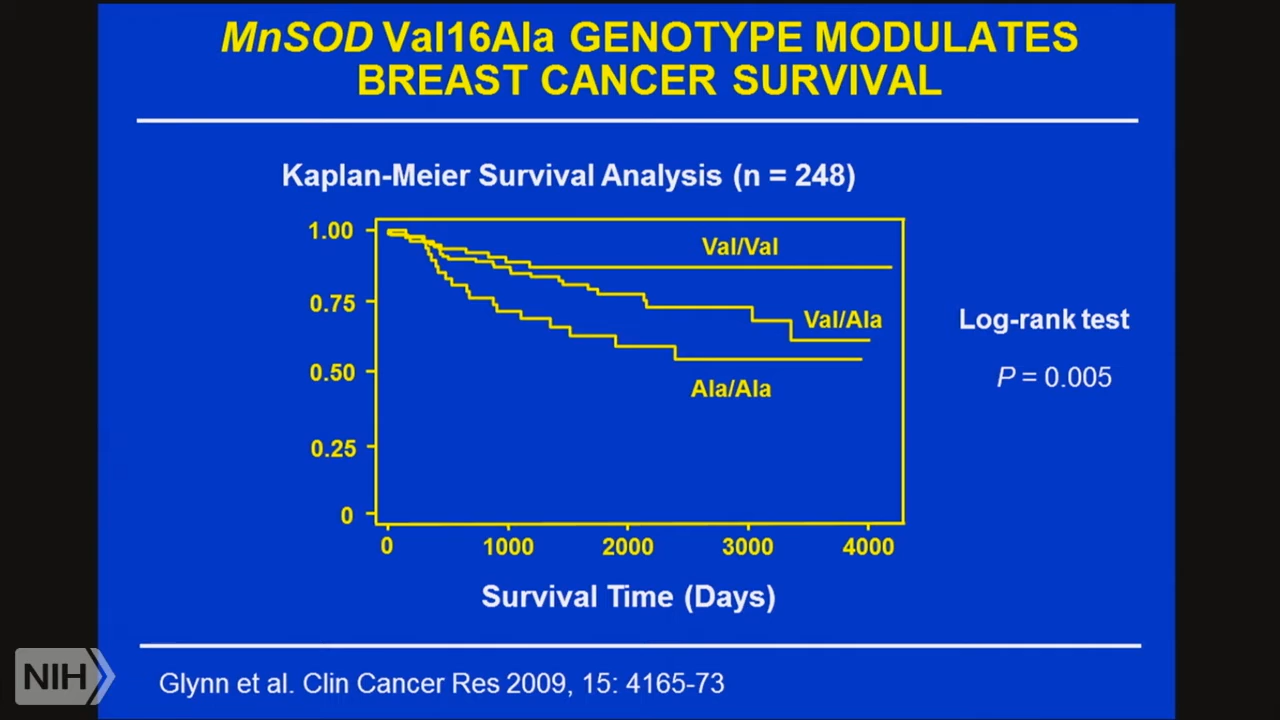 MnSOD Val16Ala GENOTYPE MODULATES
BREAST CANCER SURVIVAL
Kaplan-Meier Survival Analysis (n = 248)
1.00
0.75
0.50
0.25
0
Val/Val
Val/Ala
Ala/Ala
0 1000 2000 3000 4000
Survival Time (Days)
Log-rank test
P = 0.005
NIH
Glynn et al. Clin Cancer Res 2009, 15: 4165-73